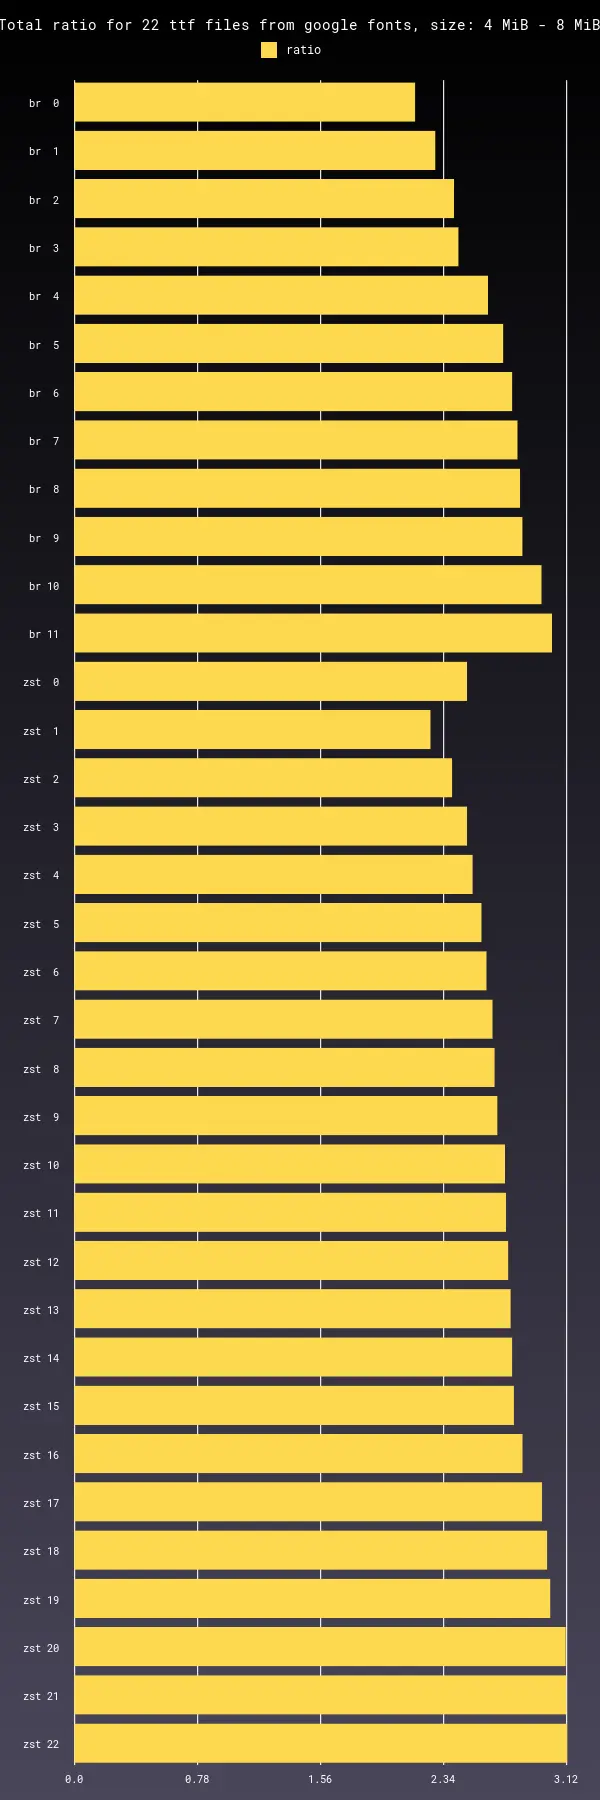 Total ratio for 22 ttf files from google fonts, size: 4 MiB - 8 MiB
ratio
br  0
br  1
br  2
br  3
br  4
br  5
br  6
br  7
br  8
br  9
br 10
br 11
zst  0
zst  1
zst  2
zst  3
zst  4
zst  5
zst  6
zst  7
zst  8
zst  9
zst 10
zst 11
zst 12
zst 13
zst 14
zst 15
zst 16
zst 17
zst 18
zst 19
zst 20
zst 21
zst 22
0.0 0.78 1.56 2.34 3.12